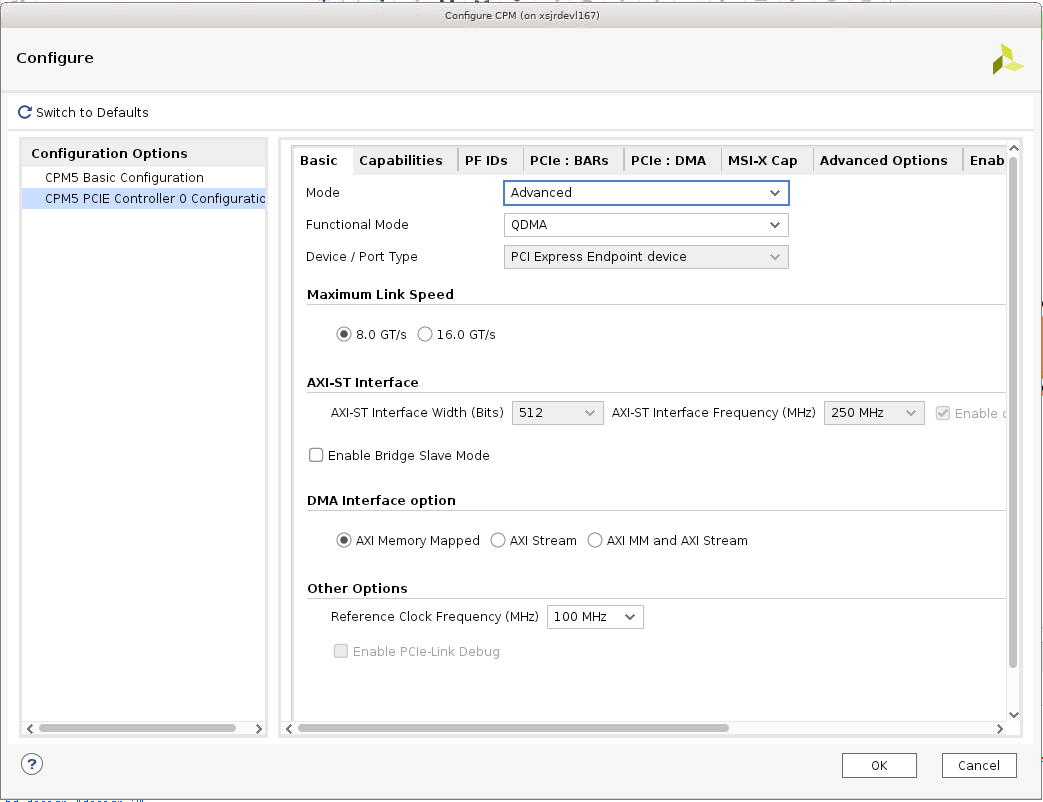 Configure CPM (on xsjrdevl167)
Configure
Switch to Defaults
Configuration Options
CPM5 Basic Configuration
CPM5 PCIE Controller 0 Configuratio
Basic Capabilities PF IDs PCIe : BARs PCIe : DMA MSI-X Cap Advanced Options Enab
Mode Advanced
Functional Mode QDMA
Device / Port Type PCI Express Endpoint device
Maximum Link Speed
8.0 GT/s 16.0 GT/s
AXI-ST Interface
AXI-ST Interface Width (Bits) 512 AXI-ST Interface Frequency (MHz) 250 MHz Enable
Enable Bridge Slave Mode
DMA Interface option
AXI Memory Mapped AXI Stream AXI MM and AXI Stream
Other Options
Reference Clock Frequency (MHz) 100 MHz
Enable PCIe-Link Debug
? OK Cancel